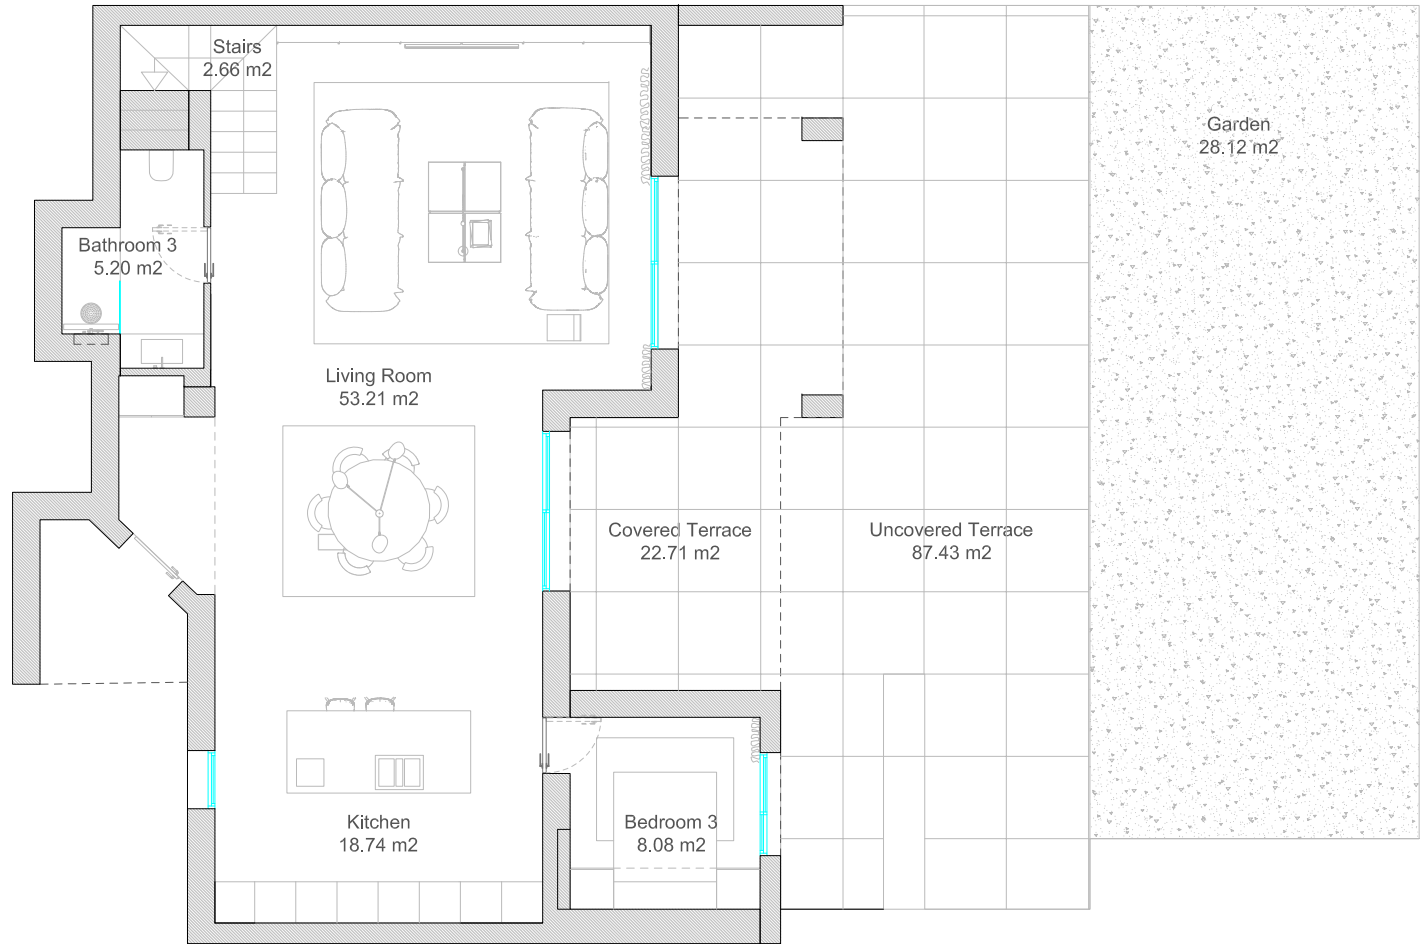 Stairs
2.66 m2
Garden
28.12 m2
Bathroom 3
5.20 m2
Living Room
53.21 m2
Covered Terrace
22.71 m2
Uncovered Terrace
87.43 m2
Kitchen
18.74 m2
Bedroom 3
8.08 m2